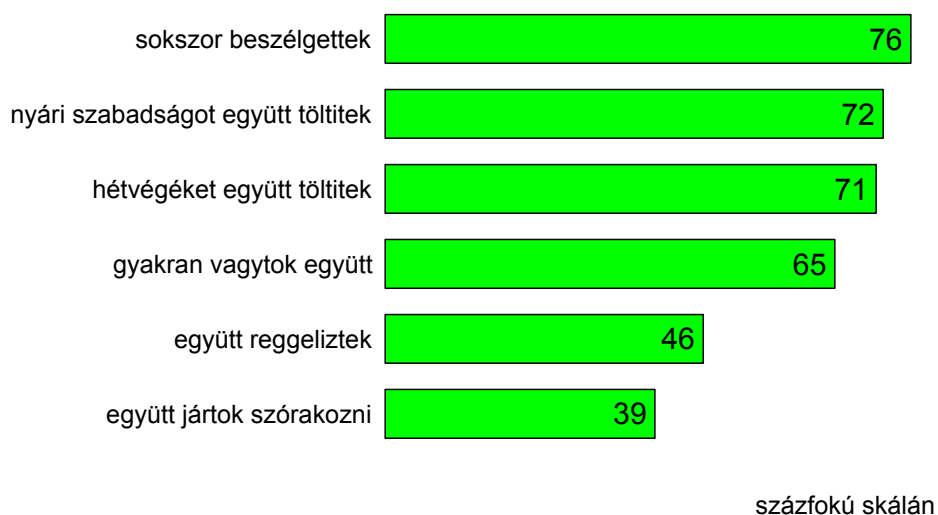 sokszor beszélgettek 76
nyári szabadságot együtt töltitek 72
hétvégéket együtt töltitek 71
gyakran vagytok együtt 65
együtt reggeliztek 46
együtt jártok szórakozni 39
százfokú skálán